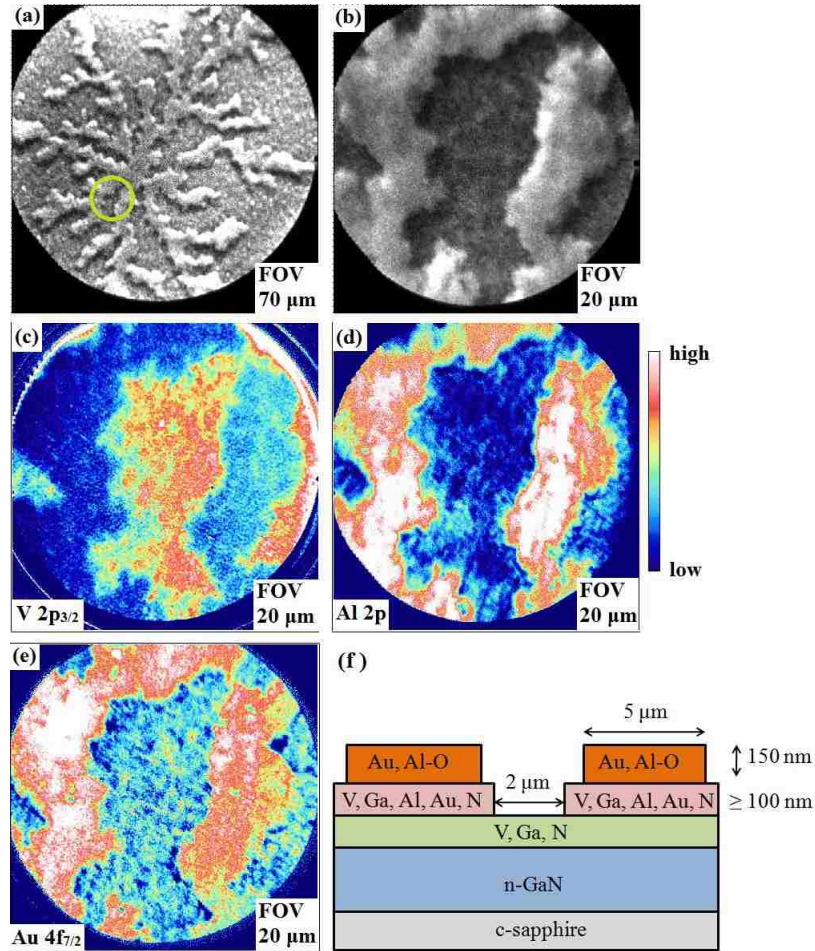 (a)
FOV
70 µm
(b)
FOV
20 µm
(c)
V 2p3/2
FOV
20 µm
(d)
Al 2p
FOV
20 µm
high
low
(e)
Au 4f7/2
FOV
20 µm
(f )
5 µm
Au, Al-O
Au, Al-O
150 nm
2 µm
V, Ga, Al, Au, N
V, Ga, Al, Au, N
≥ 100 nm
V, Ga, N
n-GaN
c-sapphire